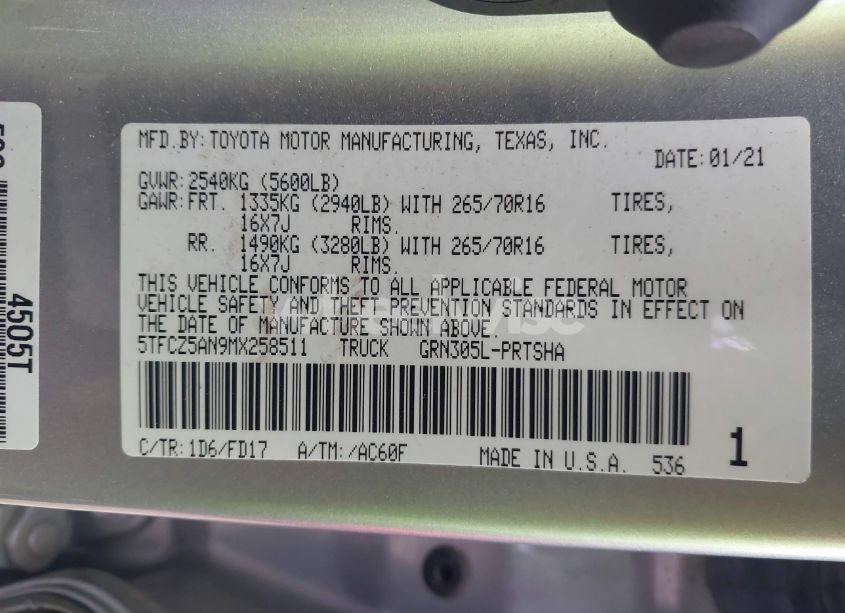 MFD.BY:TOYOTA MOTOR MANUFACTURING, TEXAS, INC.
DATE:01/21
GVWR:2540KG (5600LB)
GAWR:FRT. 1335KG (2940LB) WITH 265/70R16 TIRES,
16X7J RIMS.
RR. 1490KG (3280LB) WITH 265/70R16 TIRES,
16X7J RIMS.
THIS VEHICLE CONFORMS TO ALL APPLICABLE FEDERAL MOTOR
VEHICLE SAFETY AND THEFT PREVENTION STANDARDS IN EFFECT ON
THE DATE OF MANUFACTURE SHOWN ABOVE.
5TFCZ5AN9MX258511 TRUCK GRN305L-PRTSHA
C/TR:1D6/FD17 A/TM:/AC60F MADE IN U.S.A. 536 1
4505T